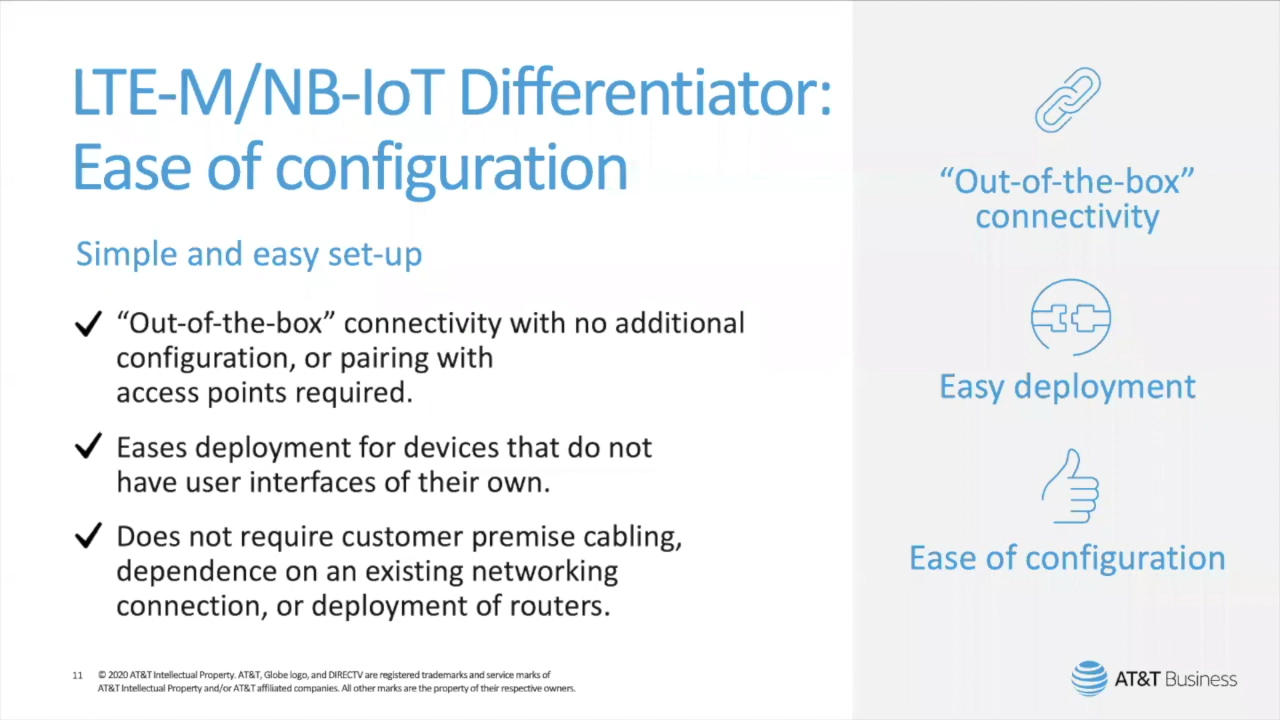 LTE-M/NB-IoT Differentiator:
Ease of configuration
Simple and easy set-up
“Out-of-the-box” connectivity with no additional
configuration, or pairing with
access points required.
Eases deployment for devices that do not
have user interfaces of their own.
Does not require customer premise cabling,
dependence on an existing networking
connection, or deployment of routers.
“Out-of-the-box”
connectivity
Easy deployment
Ease of configuration
11 © 2020 AT&T Intellectual Property. AT&T, Globe logo, and DIRECTV are registered trademarks and service marks of
AT&T Intellectual Property and/or AT&T affiliated companies. All other marks are the property of their respective owners.
AT&T Business